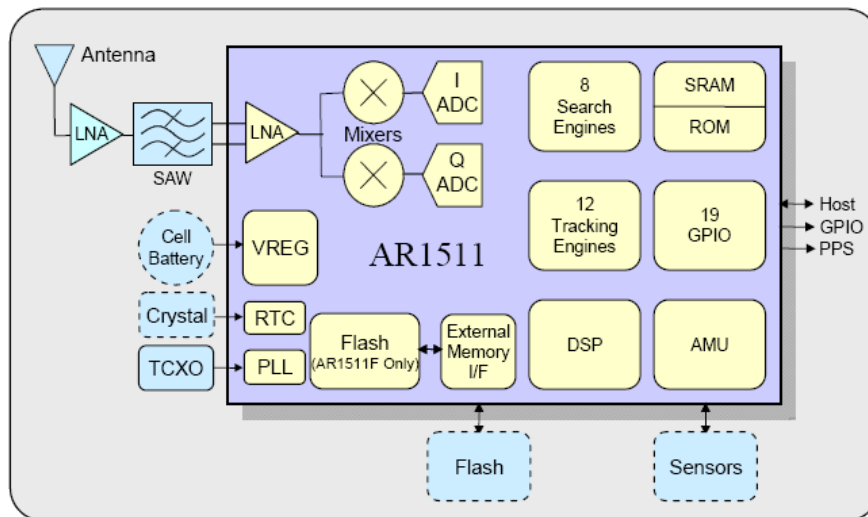 Antenna
LNA
SAW
LNA
Mixers
I
ADC
Q
ADC
8
Search
Engines
SRAM
ROM
12
Tracking
Engines
19
GPIO
Host
GPIO
PPS
Cell
Battery
VREG
AR1511
Crystal
RTC
TCXO
PLL
Flash
(AR1511F Only)
External
Memory
I/F
DSP
AMU
Flash
Sensors